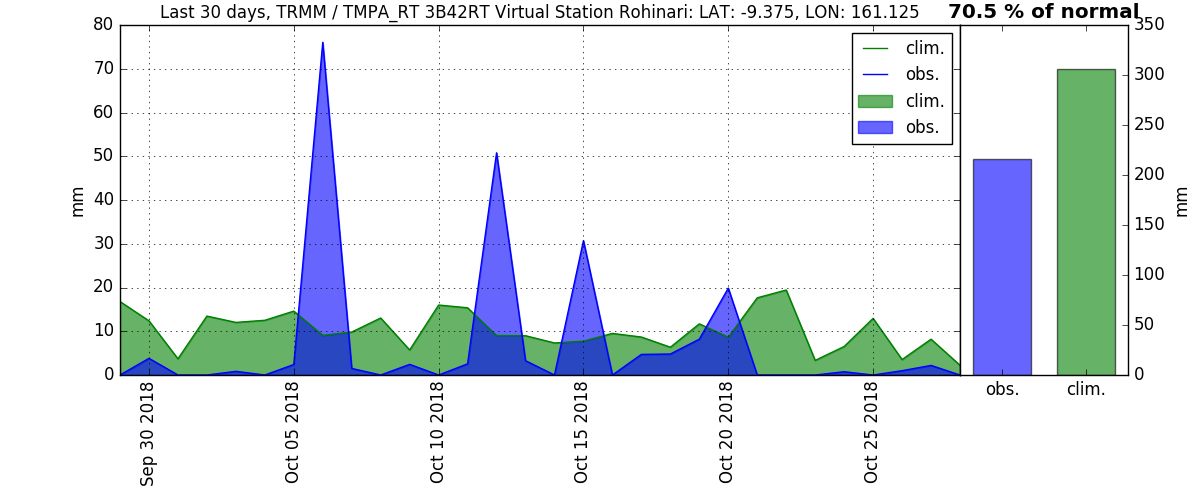 Last 30 days, TRMM / TMPA_RT 3B42RT Virtual Station Rohinari: LAT: -9.375, LON: 161.125
70.5 % of normal
80
70
60
50
40
30
20
10
0
mm
clim.
obs.
clim.
obs.
Sep 30 2018
Oct 05 2018
Oct 10 2018
Oct 15 2018
Oct 20 2018
Oct 25 2018
350
300
250
200
150
100
50
0
mm
obs.
clim.